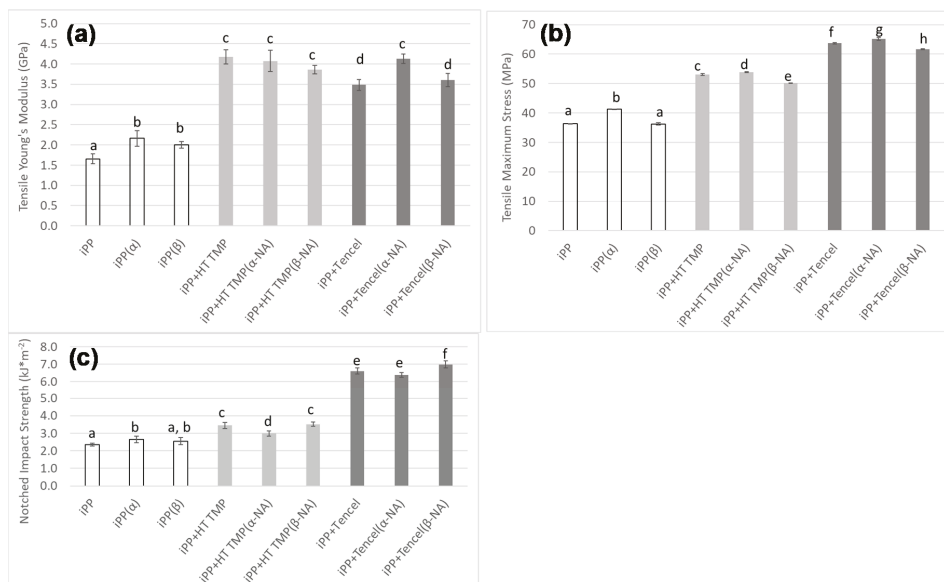 (a)
Tensile Young's Modulus (GPa)
5.0
4.5
4.0
3.5
3.0
2.5
2.0
1.5
1.0
0.5
0.0
a
b
b
c
c
c
d
c
d
iPP
iPP(α)
iPP(β)
iPP+HT TMP
iPP+HT TMP(α-NA)
iPP+HT TMP(β-NA)
iPP+Tencel
iPP+Tencel(α-NA)
iPP+Tencel(β-NA)
(b)
Tensile Maximum Stress (MPa)
70
60
50
40
30
20
10
0
a
b
a
c
d
e
f
g
h
iPP
iPP(α)
iPP(β)
iPP+HT TMP
iPP+HT TMP(α-NA)
iPP+HT TMP(β-NA)
iPP+Tencel
iPP+Tencel(α-NA)
iPP+Tencel(β-NA)
(c)
Notched Impact Strength (kJ*m⁻²)
8.0
7.0
6.0
5.0
4.0
3.0
2.0
1.0
0.0
a
b
a, b
c
d
c
e
e
f
iPP
iPP(α)
iPP(β)
iPP+HT TMP
iPP+HT TMP(α-NA)
iPP+HT TMP(β-NA)
iPP+Tencel
iPP+Tencel(α-NA)
iPP+Tencel(β-NA)